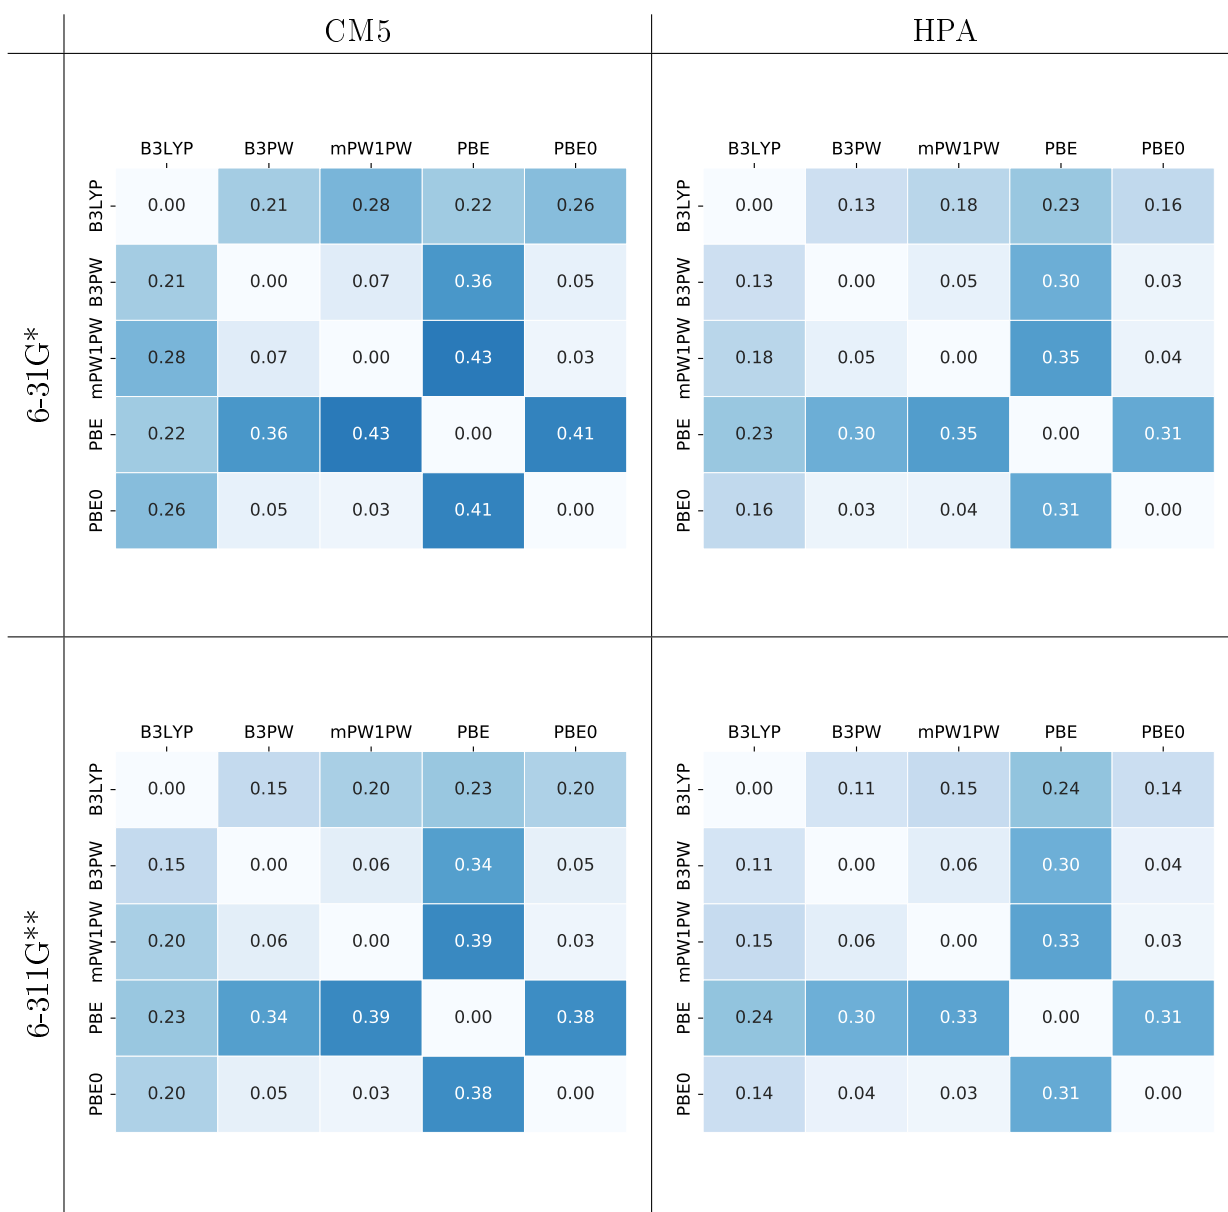 CM5 HPA
6-31G*
B3LYP B3PW mPW1PW PBE PBE0
B3LYP 0.00 0.21 0.28 0.22 0.26
B3PW 0.21 0.00 0.07 0.36 0.05
mPW1PW 0.28 0.07 0.00 0.43 0.03
PBE 0.22 0.36 0.43 0.00 0.41
PBE0 0.26 0.05 0.03 0.41 0.00
B3LYP B3PW mPW1PW PBE PBE0
B3LYP 0.00 0.13 0.18 0.23 0.16
B3PW 0.13 0.00 0.05 0.30 0.03
mPW1PW 0.18 0.05 0.00 0.35 0.04
PBE 0.23 0.30 0.35 0.00 0.31
PBE0 0.16 0.03 0.04 0.31 0.00
6-311G**
B3LYP B3PW mPW1PW PBE PBE0
B3LYP 0.00 0.15 0.20 0.23 0.20
B3PW 0.15 0.00 0.06 0.34 0.05
mPW1PW 0.20 0.06 0.00 0.39 0.03
PBE 0.23 0.34 0.39 0.00 0.38
PBE0 0.20 0.05 0.03 0.38 0.00
B3LYP B3PW mPW1PW PBE PBE0
B3LYP 0.00 0.11 0.15 0.24 0.14
B3PW 0.11 0.00 0.06 0.30 0.04
mPW1PW 0.15 0.06 0.00 0.33 0.03
PBE 0.24 0.30 0.33 0.00 0.31
PBE0 0.14 0.04 0.03 0.31 0.00